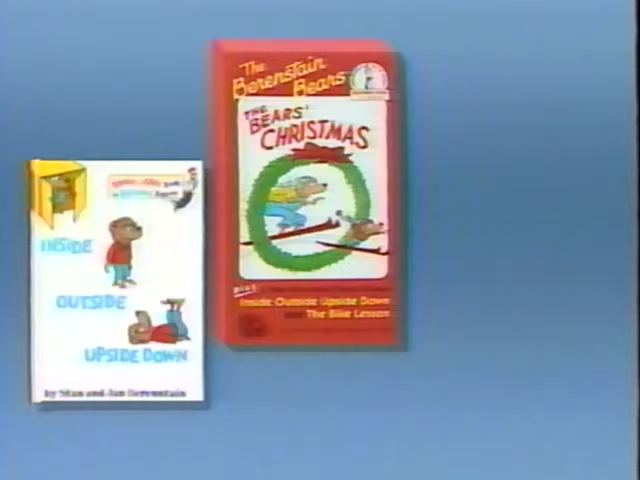 The
Berenstain
Bears
THE
BEARS'
CHRISTMAS
plus
Inside Outside Upside Down
The Bike Lesson
INSIDE
OUTSIDE
UPSIDE DOWN
by Stan and Jan Berenstain